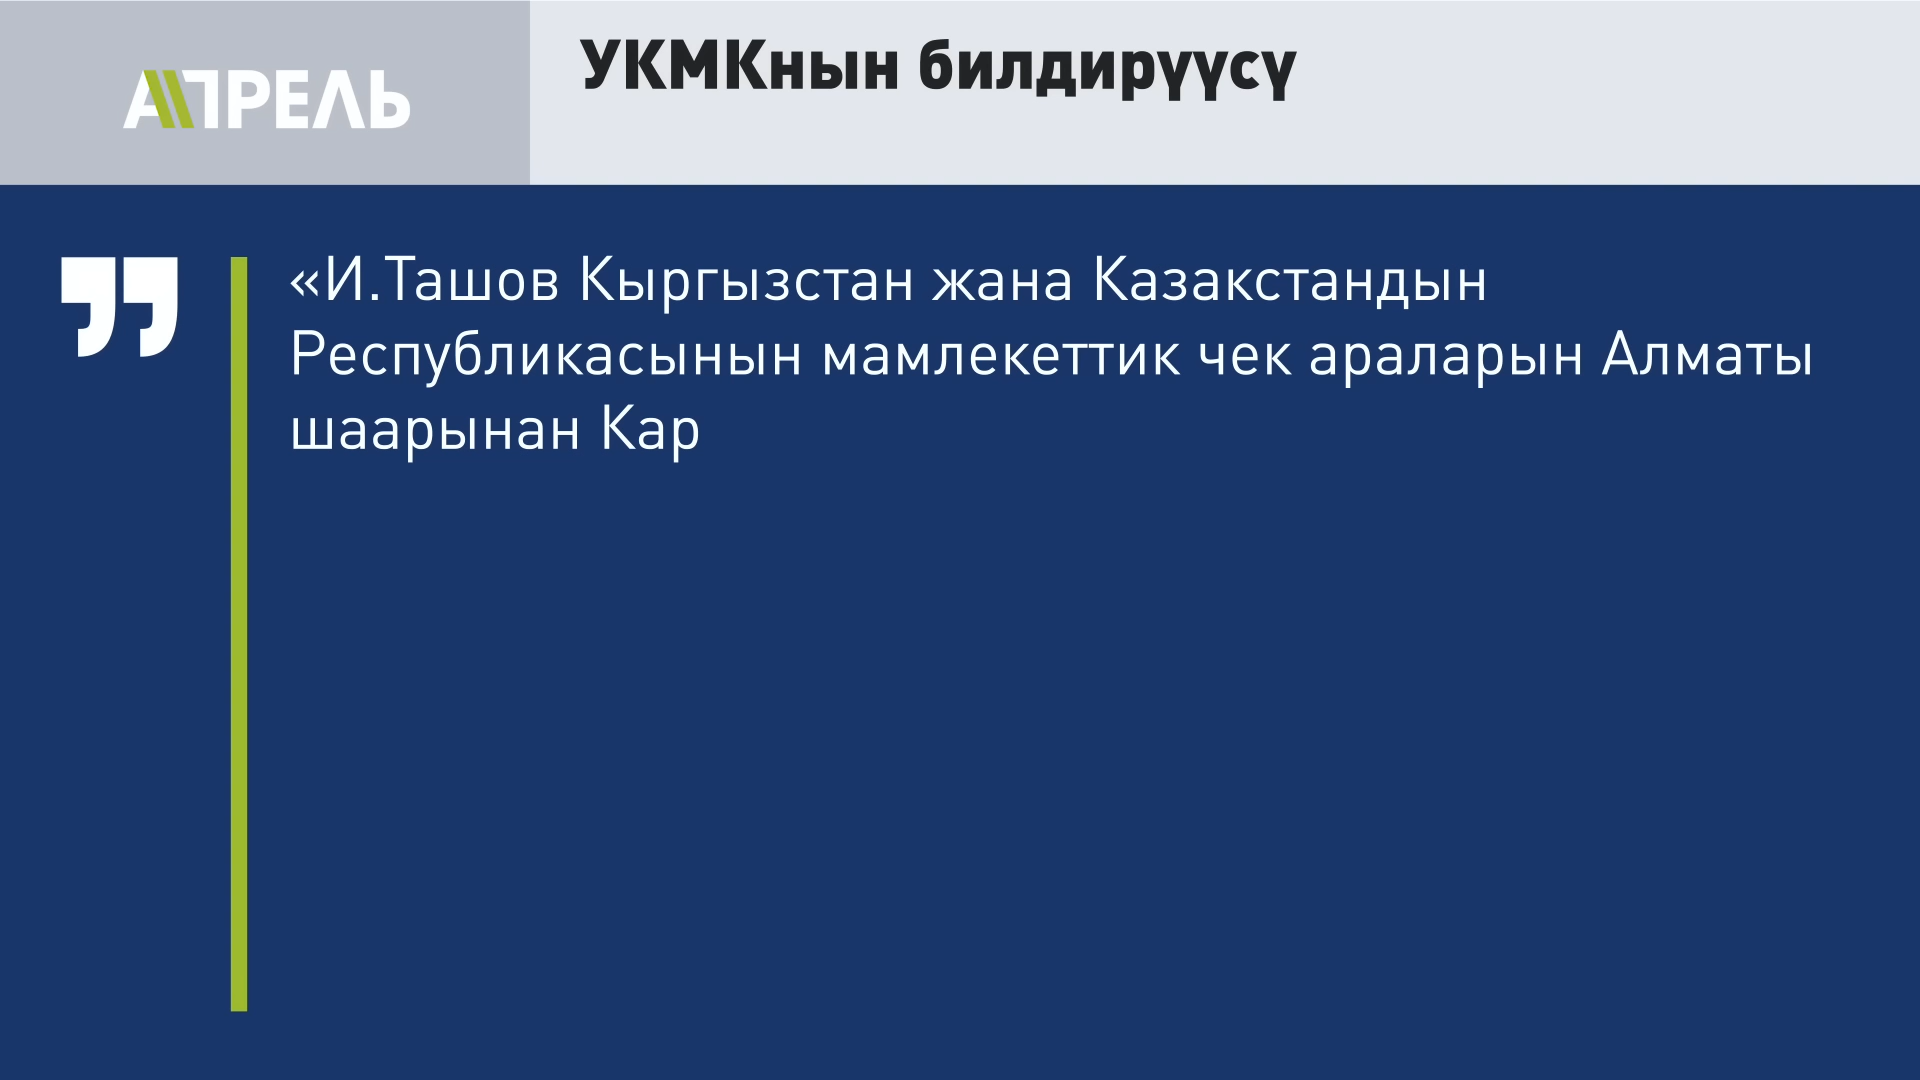 АПРЕЛЬ
УКМКнын билдирүүсү
«И.Ташов Кыргызстан жана Казакстандын
Республикасынын мамлекеттик чек араларын Алматы
шаарынан Кар